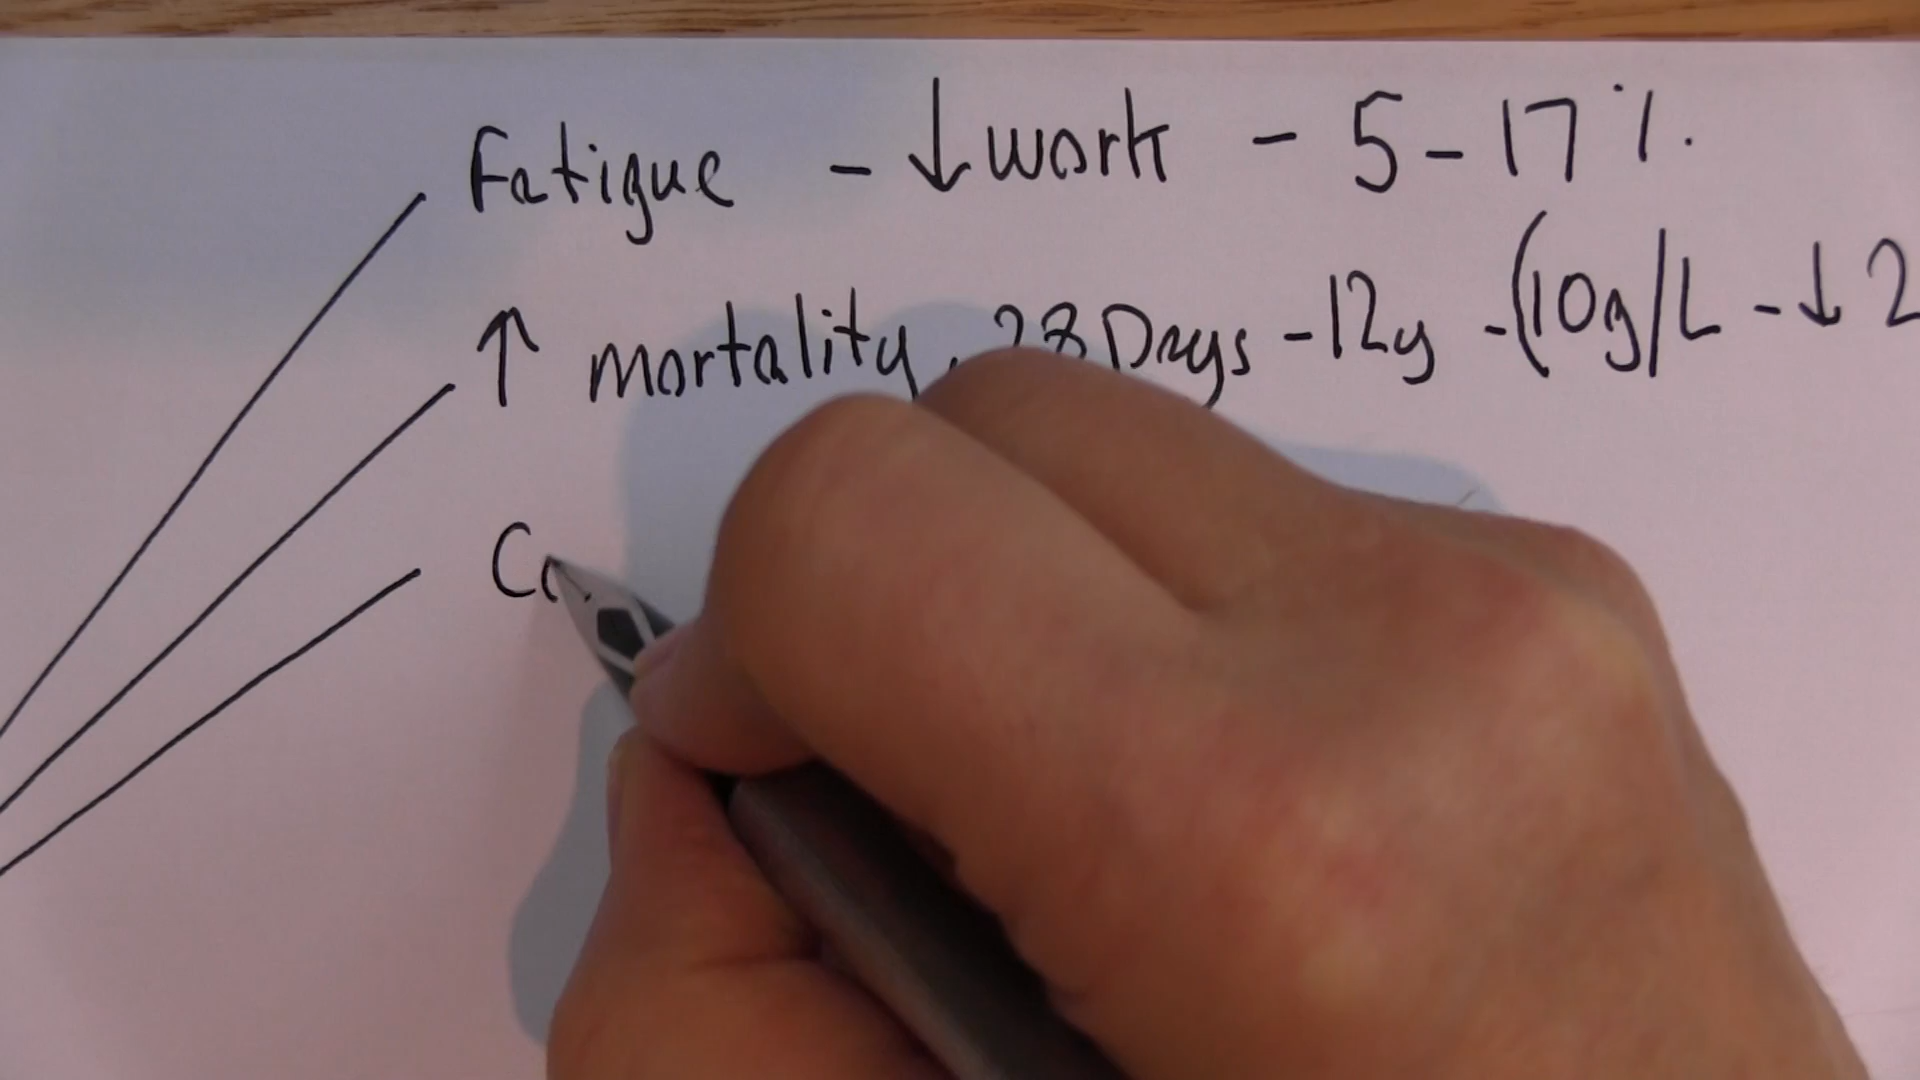 Fatigue - ↓ work - 5-17%
↑ mortality. 28 Days - 12y - (10g/L - ↓ 2